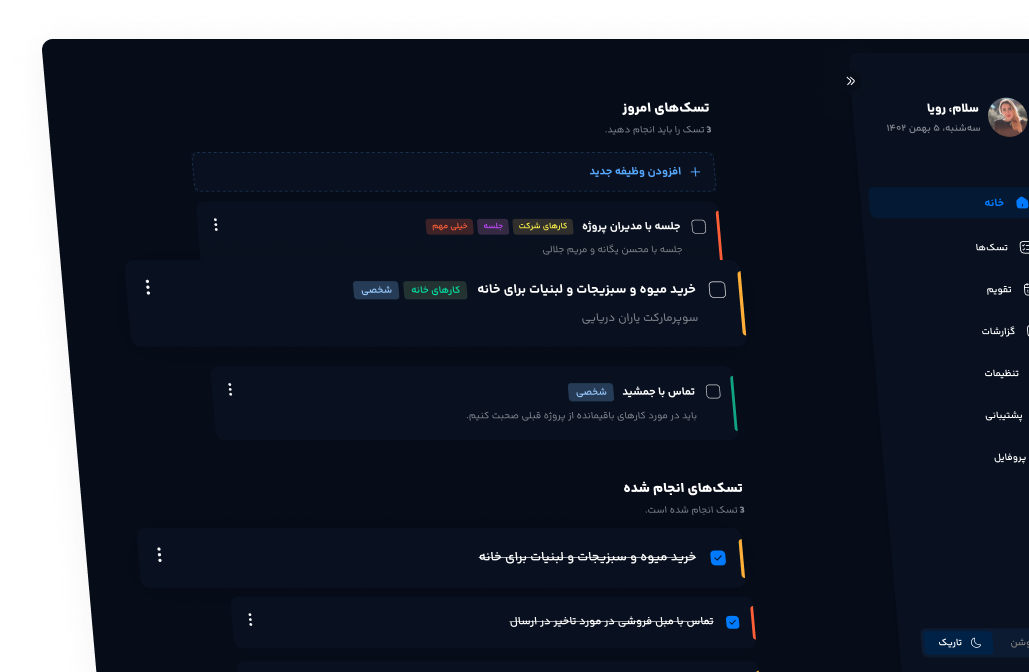 سلام، رویا
سه‌شنبه، ۵ بهمن ۱۴۰۲
خانه
تسک‌ها
تقویم
گزارشات
تنظیمات
پشتیبانی
پروفایل
تاریک
تسک‌های امروز
3 تسک را باید انجام دهید.
افزودن وظیفه جدید
جلسه با مدیران پروژه کارهای شرکت جلسه خیلی مهم
جلسه با محسن یگانه و مریم جلالی
خرید میوه و سبزیجات و لبنیات برای خانه کارهای خانه شخصی
سوپرمارکت یاران دریایی
تماس با جمشید شخصی
باید در مورد کارهای باقیمانده از پروژه قبلی صحبت کنیم.
تسک‌های انجام شده
3 تسک انجام شده است.
خرید میوه و سبزیجات و لبنیات برای خانه
تماس با مبل فروشی در مورد تاخیر در ارسال